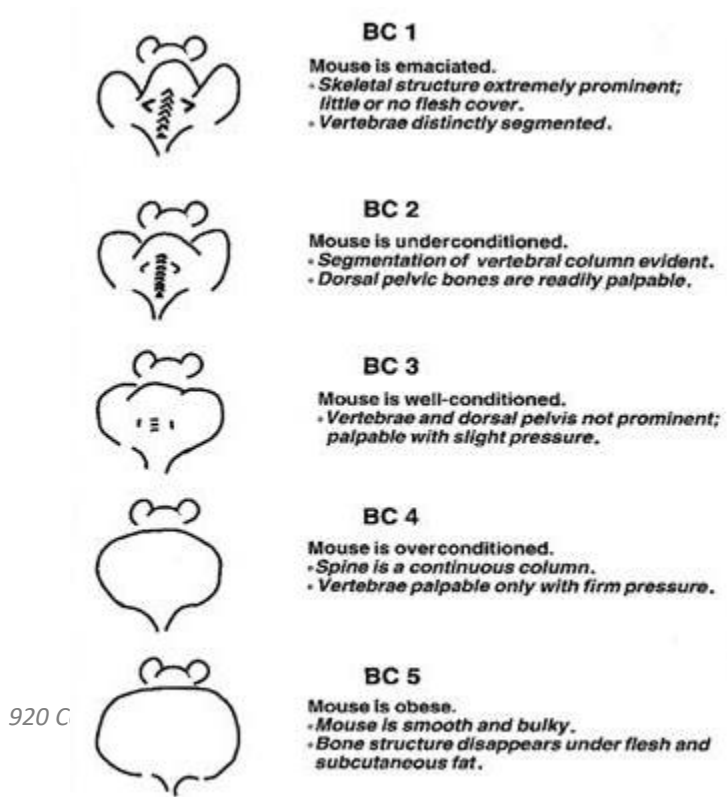 BC 1
Mouse is emaciated.
• Skeletal structure extremely prominent;
little or no flesh cover.
• Vertebrae distinctly segmented.
BC 2
Mouse is underconditioned.
• Segmentation of vertebral column evident.
• Dorsal pelvic bones are readily palpable.
BC 3
Mouse is well-conditioned.
• Vertebrae and dorsal pelvis not prominent;
palpable with slight pressure.
BC 4
Mouse is overconditioned.
• Spine is a continuous column.
• Vertebrae palpable only with firm pressure.
BC 5
Mouse is obese.
• Mouse is smooth and bulky.
• Bone structure disappears under flesh and
subcutaneous fat.
920 C